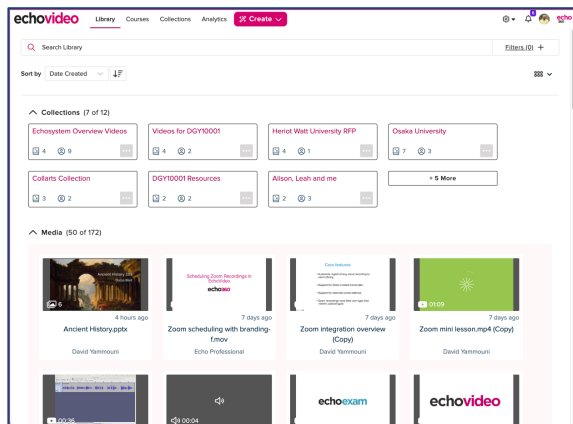 echovideo
Library Courses Collections Analytics Create
echo
Search Library
Filters (0) +
Sort by Date Created
Collections (7 of 12)
Echosystem Overview Videos
4 9
Videos for DGY10001
4 2
Heriot Watt University RFP
4 1
Osaka University
7 3
Collarts Collection
3 2
DGY10001 Resources
2 2
Alison, Leah and me
2 3
+ 5 More
Media (50 of 172)
Ancient History 101
6
4 hours ago
Ancient History.pptx
David Yammouni
Scheduling Zoom Recordings in
EchoVideo
echo360
7 days ago
Zoom scheduling with branding-
f.mov
Echo Professional
Core features
7 days ago
Zoom integration overview
(Copy)
David Yammouni
01:09
7 days ago
Zoom mini lesson.mp4 (Copy)
David Yammouni
00:36
00:04
echoexam
echovideo